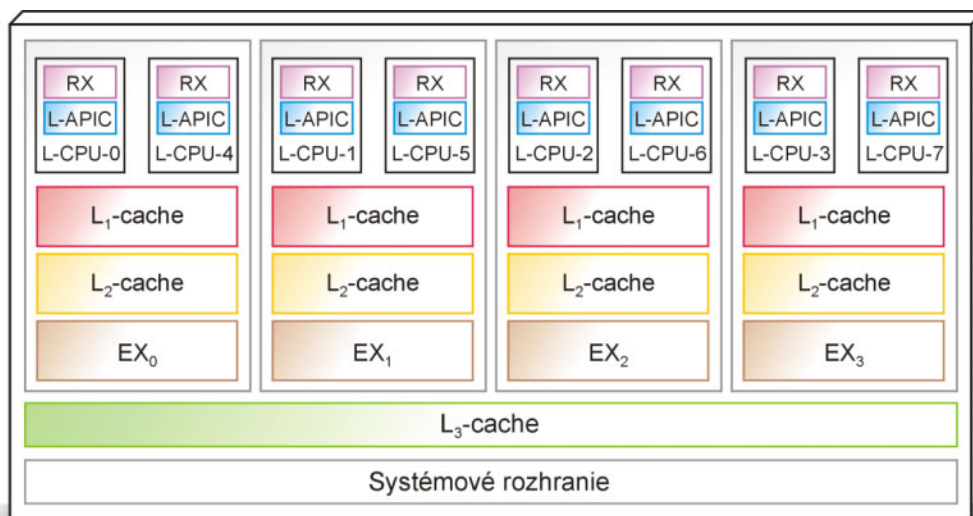 RX RX RX RX RX RX RX RX
L-APIC L-APIC L-APIC L-APIC L-APIC L-APIC L-APIC L-APIC
L-CPU-0 L-CPU-4 L-CPU-1 L-CPU-5 L-CPU-2 L-CPU-6 L-CPU-3 L-CPU-7
L₁-cache L₁-cache L₁-cache L₁-cache
L₂-cache L₂-cache L₂-cache L₂-cache
EX₀ EX₁ EX₂ EX₃
L₃-cache
Systémové rozhranie